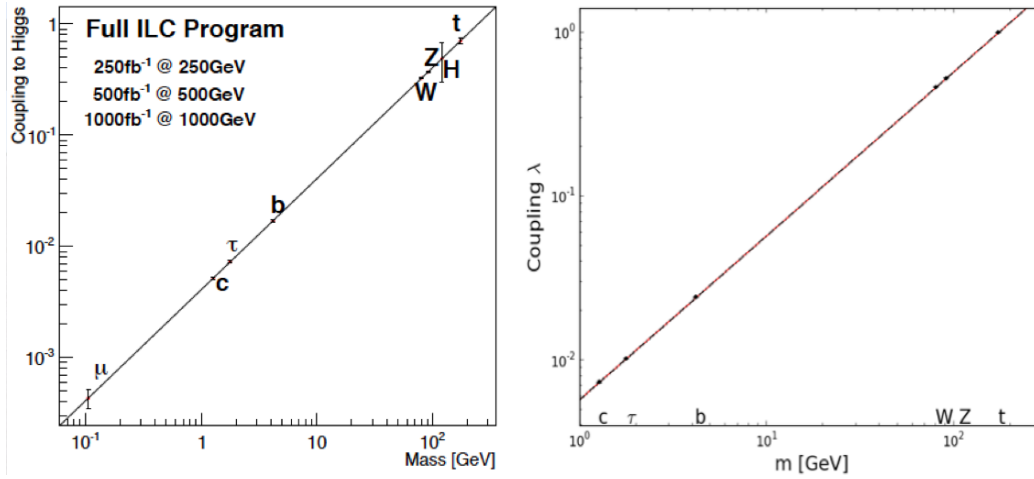 Coupling to Higgs
Full ILC Program
250fb⁻¹ @ 250GeV
500fb⁻¹ @ 500GeV
1000fb⁻¹ @ 1000GeV
1
10⁻¹
10⁻²
10⁻³
μ
c
τ
b
W
Z
H
t
10⁻¹ 1 10 10²
Mass [GeV]
Coupling λ
10⁰
10⁻¹
10⁻²
c τ b W Z t
10⁰ 10¹ 10²
m [GeV]